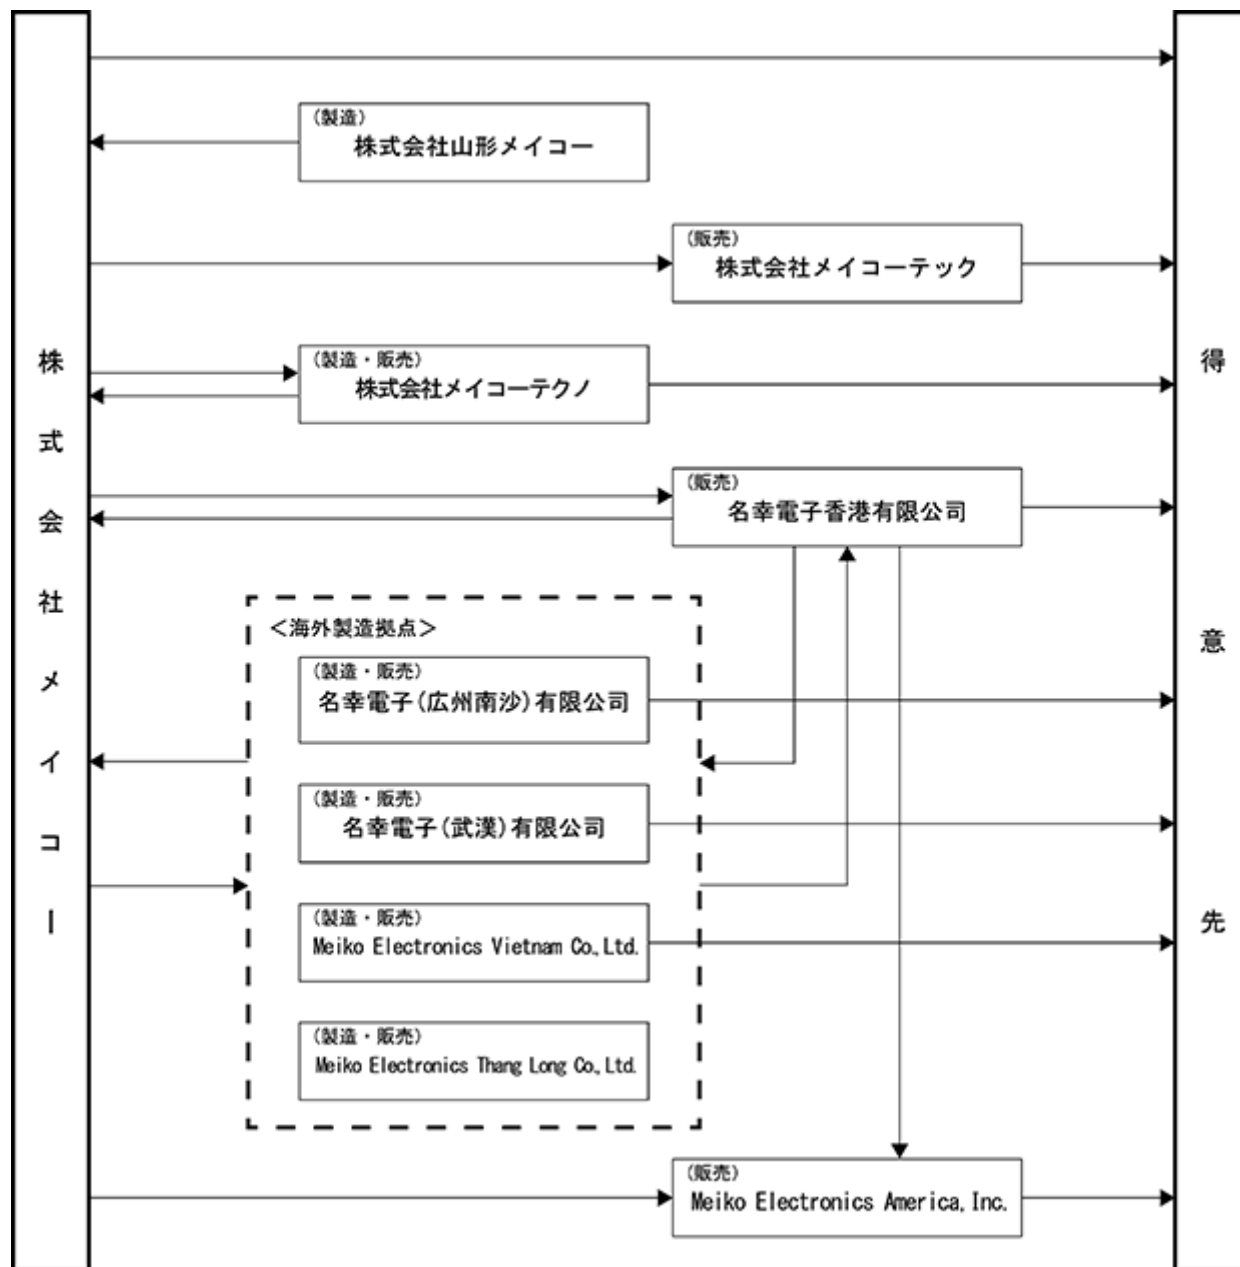 株式会社メイコー
(製造)
株式会社山形メイコー
(販売)
株式会社メイコーテック
(製造・販売)
株式会社メイコーテクノ
(販売)
名幸電子香港有限公司
<海外製造拠点>
(製造・販売)
名幸電子(広州南沙)有限公司
(製造・販売)
名幸電子(武漢)有限公司
(製造・販売)
Meiko Electronics Vietnam Co., Ltd.
(製造・販売)
Meiko Electronics Thang Long Co., Ltd.
(販売)
Meiko Electronics America, Inc.
得意先